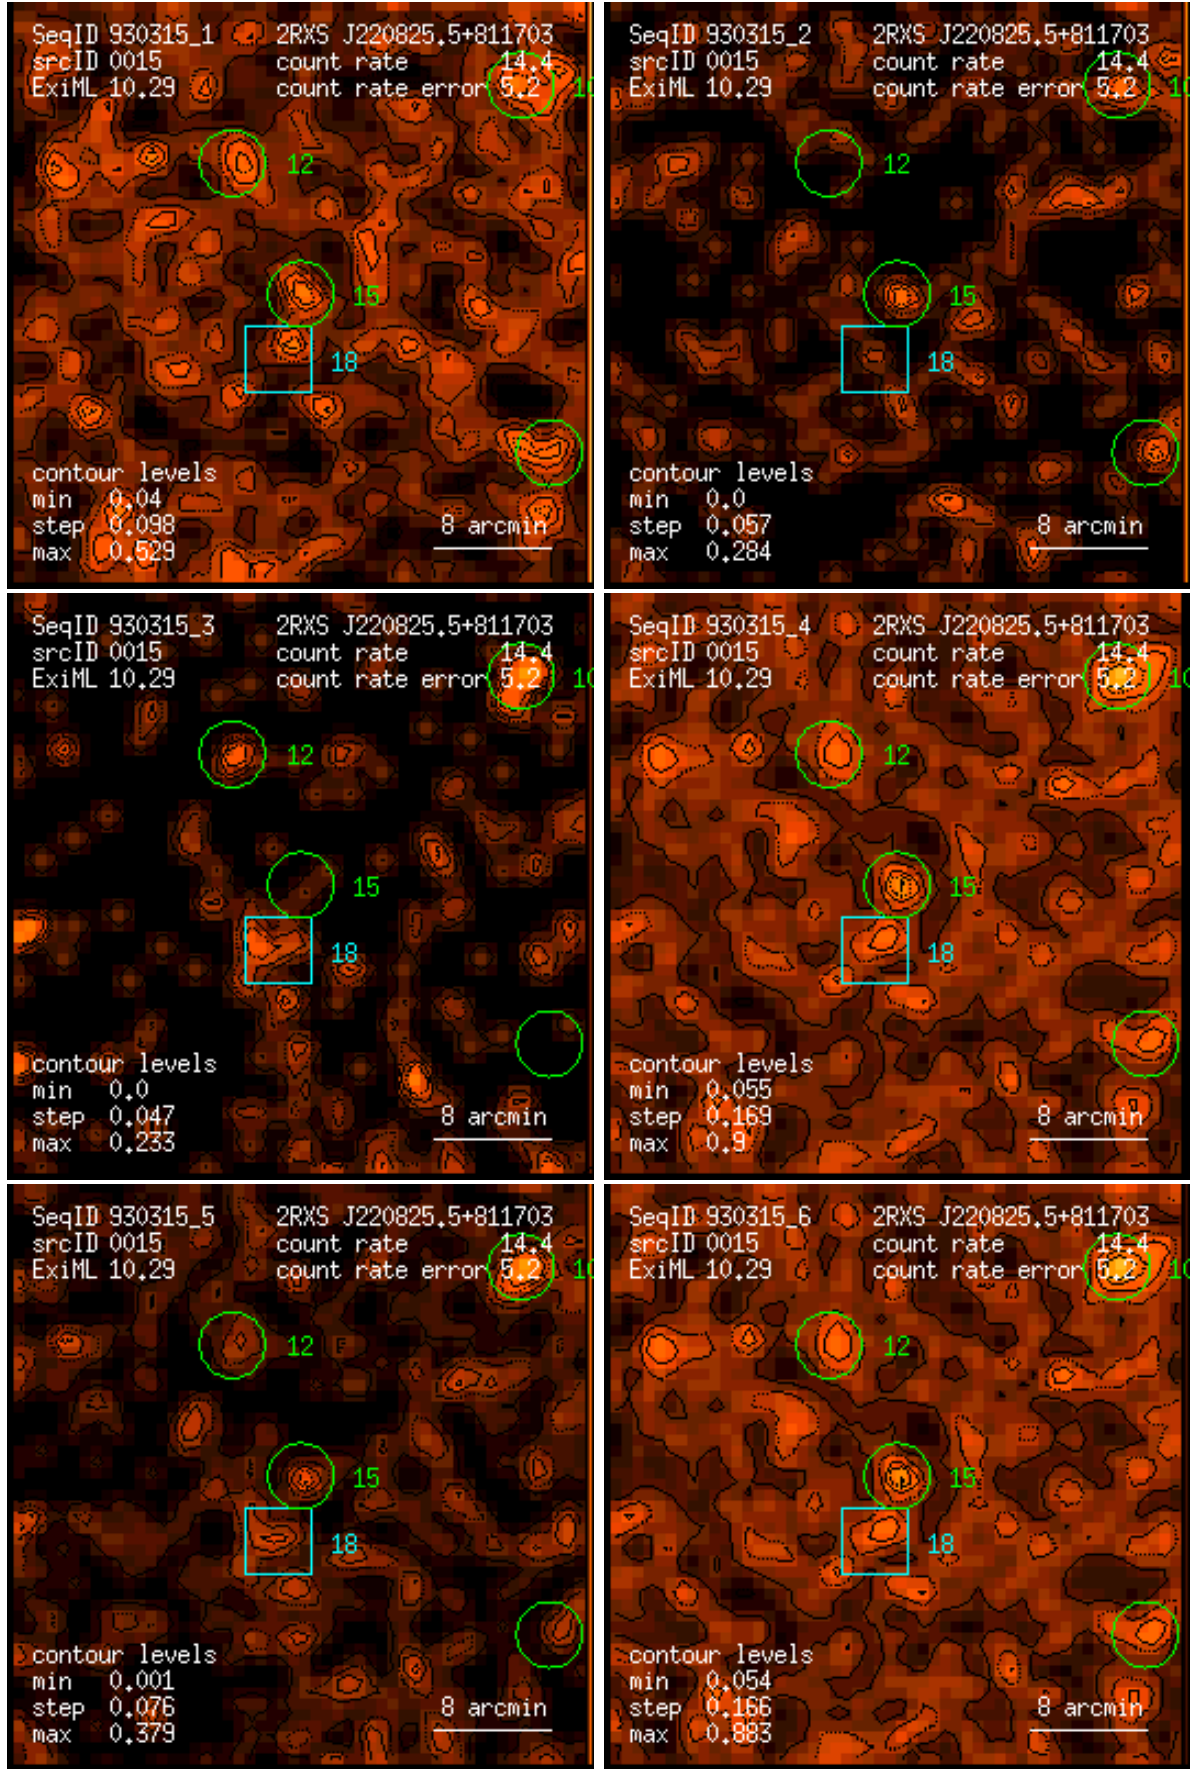 SeqID 930315_1 2RXS J220825.5+811703
srcID 0015 count rate 14.4
ExiML 10.29 count rate error 5.2 10
12
15
18
contour levels
min 0.04
step 0.098 8 arcmin
max 0.529
SeqID 930315_2 2RXS J220825.5+811703
srcID 0015 count rate 14.4
ExiML 10.29 count rate error 5.2 10
12
15
18
contour levels
min 0.0
step 0.057 8 arcmin
max 0.284
SeqID 930315_3 2RXS J220825.5+811703
srcID 0015 count rate 14.4
ExiML 10.29 count rate error 5.2 10
12
15
18
contour levels
min 0.0
step 0.047 8 arcmin
max 0.233
SeqID 930315_4 2RXS J220825.5+811703
srcID 0015 count rate 14.4
ExiML 10.29 count rate error 5.2 10
12
15
18
contour levels
min 0.055
step 0.169 8 arcmin
max 0.9
SeqID 930315_5 2RXS J220825.5+811703
srcID 0015 count rate 14.4
ExiML 10.29 count rate error 5.2 10
12
15
18
contour levels
min 0.001
step 0.076 8 arcmin
max 0.379
SeqID 930315_6 2RXS J220825.5+811703
srcID 0015 count rate 14.4
ExiML 10.29 count rate error 5.2 10
12
15
18
contour levels
min 0.054
step 0.166 8 arcmin
max 0.883